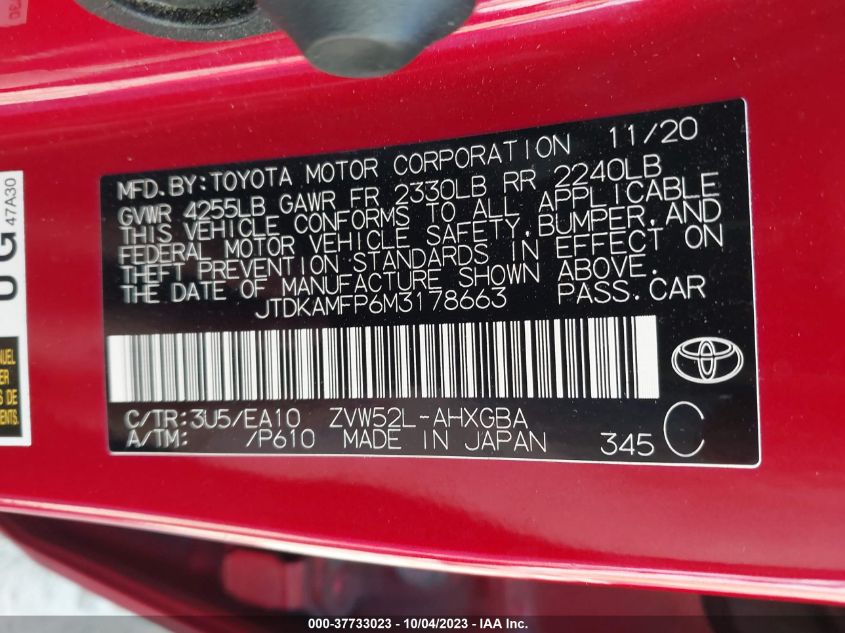 MFD. BY: TOYOTA MOTOR CORPORATION 11/20
GVWR 4255LB GAWR FR 2330LB RR 2240LB
THIS VEHICLE CONFORMS TO ALL APPLICABLE
FEDERAL MOTOR VEHICLE SAFETY, BUMPER, AND
THEFT PREVENTION STANDARDS IN EFFECT ON
THE DATE OF MANUFACTURE SHOWN ABOVE.
JTDKAMFP6M3178663 PASS. CAR
C/TR: 3U5/EA10 ZVW52L-AHXGBA
A/TM: /P610 MADE IN JAPAN 345 C
47A30
000-37733023 - 10/04/2023 - Copart, IAA, Inc.